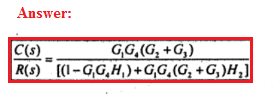 Answer:
C(s)/R(s) = G₁G₄(G₂ + G₃) / [(1 - G₁G₄H₁) + G₁G₄(G₂ + G₃)H₂]